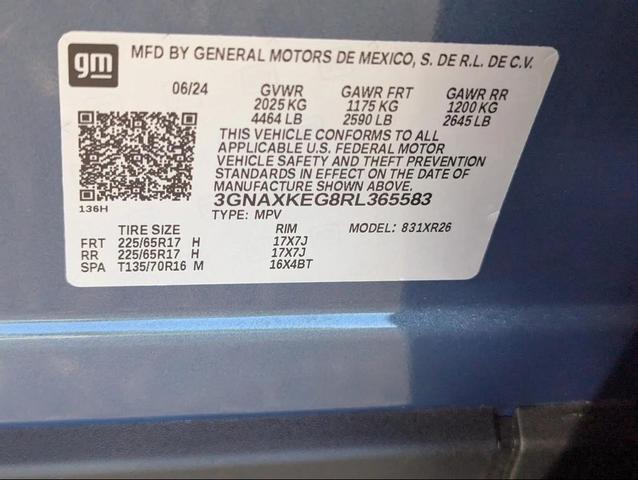 gm
MFD BY GENERAL MOTORS DE MEXICO, S. DE R.L. DE C.V.
06/24 GVWR GAWR FRT GAWR RR
2025 KG 1175 KG 1200 KG
4464 LB 2590 LB 2645 LB
THIS VEHICLE CONFORMS TO ALL
APPLICABLE U.S. FEDERAL MOTOR
VEHICLE SAFETY AND THEFT PREVENTION
STANDARDS IN EFFECT ON THE DATE OF
MANUFACTURE SHOWN ABOVE.
136H 3GNAXKEG8RL365583
TYPE: MPV MODEL: 831XR26
TIRE SIZE RIM
FRT 225/65R17 H 17X7J
RR 225/65R17 H 17X7J
SPA T135/70R16 M 16X4BT